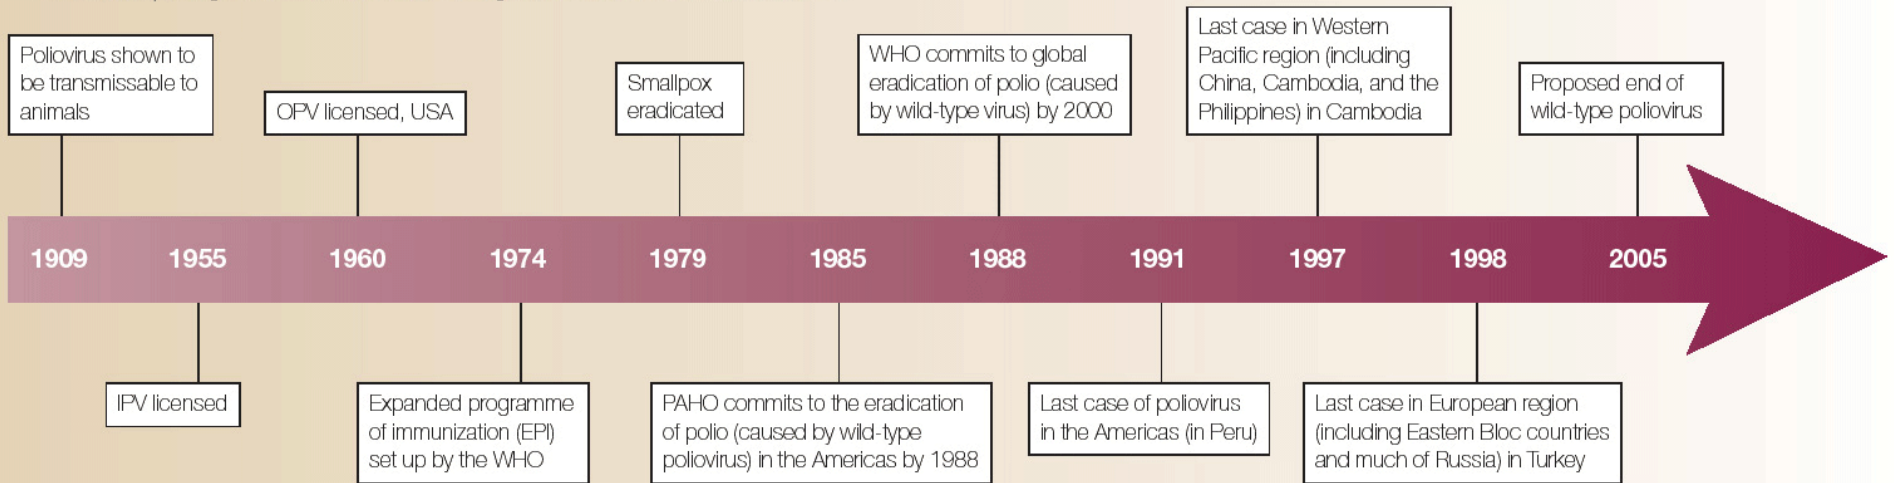 Poliovirus shown to
be transmissable to
animals
OPV licensed, USA
Smallpox
eradicated
WHO commits to global
eradication of polio (caused
by wild-type virus) by 2000
Last case in Western
Pacific region (including
China, Cambodia, and the
Philippines) in Cambodia
Proposed end of
wild-type poliovirus
1909 1955 1960 1974 1979 1985 1988 1991 1997 1998 2005
IPV licensed
Expanded programme
of immunization (EPI)
set up by the WHO
PAHO commits to the eradication
of polio (caused by wild-type
poliovirus) in the Americas by 1988
Last case of poliovirus
in the Americas (in Peru)
Last case in European region
(including Eastern Bloc countries
and much of Russia) in Turkey